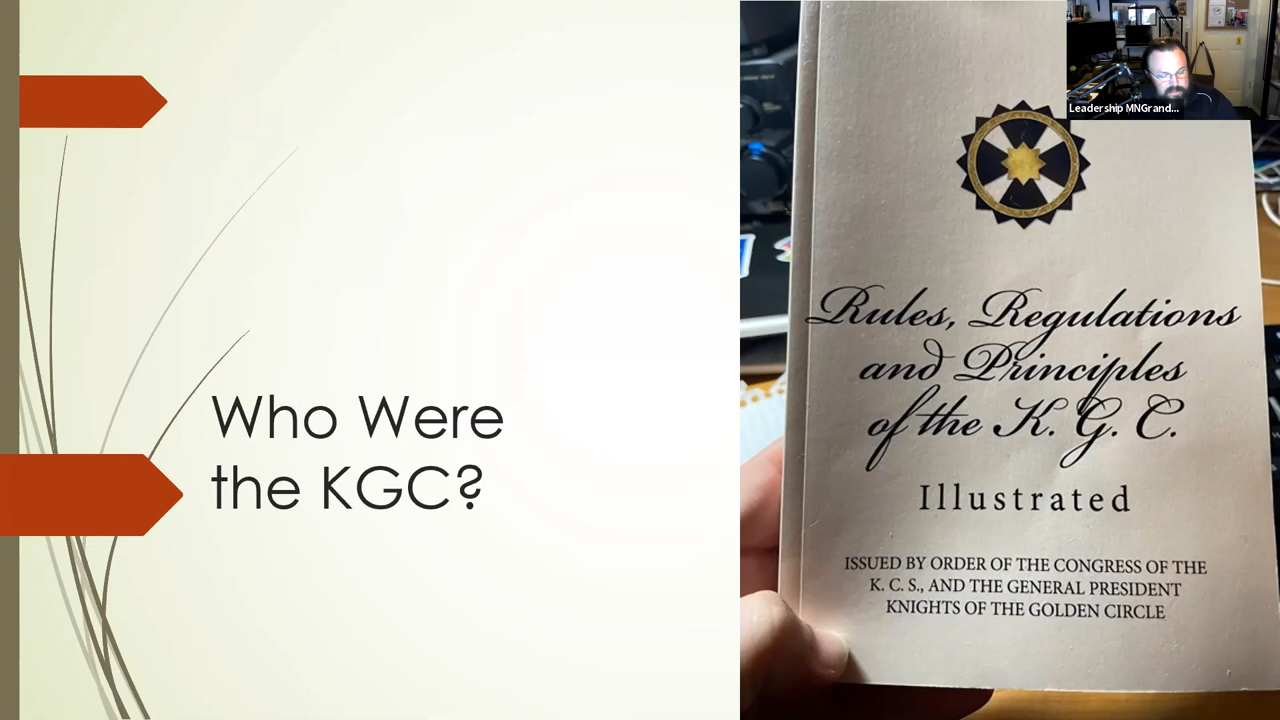 Who Were
the KGC?
Leadership MNGrand...
Rules, Regulations
and Principles
of the K. G. C.
Illustrated
ISSUED BY ORDER OF THE CONGRESS OF THE
K. C. S., AND THE GENERAL PRESIDENT
KNIGHTS OF THE GOLDEN CIRCLE